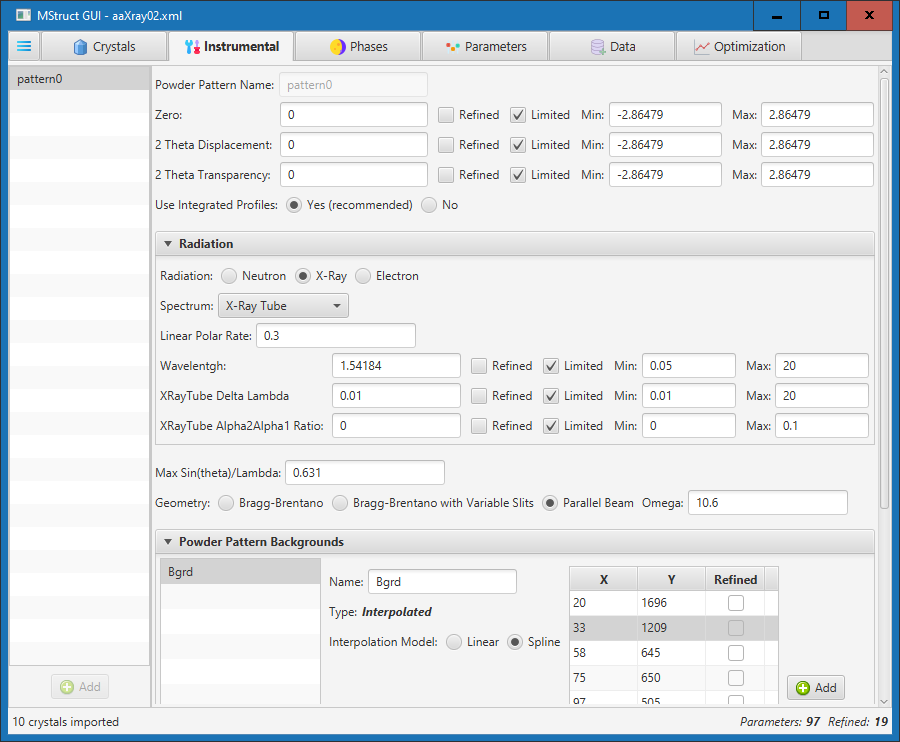 MStruct GUI - aaXray02.xml
Crystals Instrumental Phases Parameters Data Optimization
pattern0
Powder Pattern Name: pattern0
Zero: 0 Refined Limited Min: -2.86479 Max: 2.86479
2 Theta Displacement: 0 Refined Limited Min: -2.86479 Max: 2.86479
2 Theta Transparency: 0 Refined Limited Min: -2.86479 Max: 2.86479
Use Integrated Profiles: Yes (recommended) No
Radiation
Radiation: Neutron X-Ray Electron
Spectrum: X-Ray Tube
Linear Polar Rate: 0.3
Wavelentgh: 1.54184 Refined Limited Min: 0.05 Max: 20
XRayTube Delta Lambda 0.01 Refined Limited Min: 0.01 Max: 20
XRayTube Alpha2Alpha1 Ratio: 0 Refined Limited Min: 0 Max: 0.1
Max Sin(theta)/Lambda: 0.631
Geometry: Bragg-Brentano Bragg-Brentano with Variable Slits Parallel Beam Omega: 10.6
Powder Pattern Backgrounds
Bgrd
Name: Bgrd
Type: Interpolated
Interpolation Model: Linear Spline
X Y Refined
20 1696
33 1209
58 645
75 650
97 505
Add
Add
10 crystals imported
Parameters: 97 Refined: 19